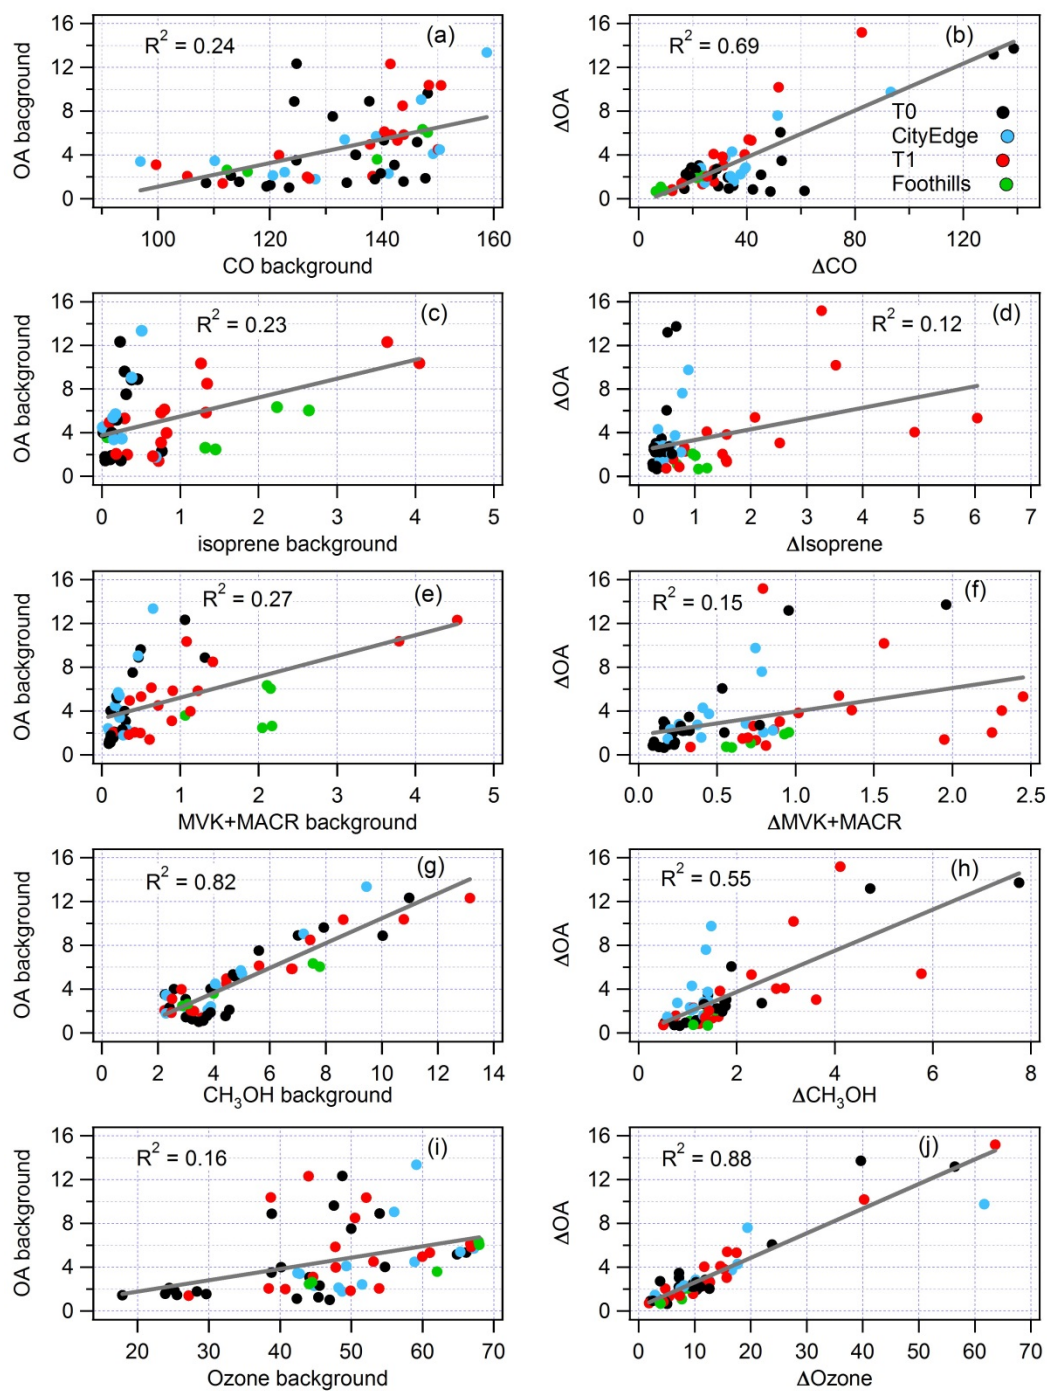 (a)
R² = 0.24
OA bacground
16
12
8
4
0
100
120
140
160
CO background
(b)
R² = 0.69
ΔOA
16
12
8
4
0
T0
CityEdge
T1
Foothills
0
40
80
120
ΔCO
(c)
R² = 0.23
OA background
16
12
8
4
0
0
1
2
3
4
5
isoprene background
(d)
R² = 0.12
ΔOA
16
12
8
4
0
0
1
2
3
4
5
6
7
ΔIsoprene
(e)
R² = 0.27
OA background
16
12
8
4
0
0
1
2
3
4
5
MVK+MACR background
(f)
R² = 0.15
ΔOA
16
12
8
4
0
0.0
0.5
1.0
1.5
2.0
2.5
ΔMVK+MACR
(g)
R² = 0.82
OA background
16
12
8
4
0
0
2
4
6
8
10
12
14
CH₃OH background
(h)
R² = 0.55
ΔOA
16
12
8
4
0
0
2
4
6
8
ΔCH₃OH
(i)
R² = 0.16
OA background
16
12
8
4
0
20
30
40
50
60
70
Ozone background
(j)
R² = 0.88
ΔOA
16
12
8
4
0
0
10
20
30
40
50
60
70
ΔOzone